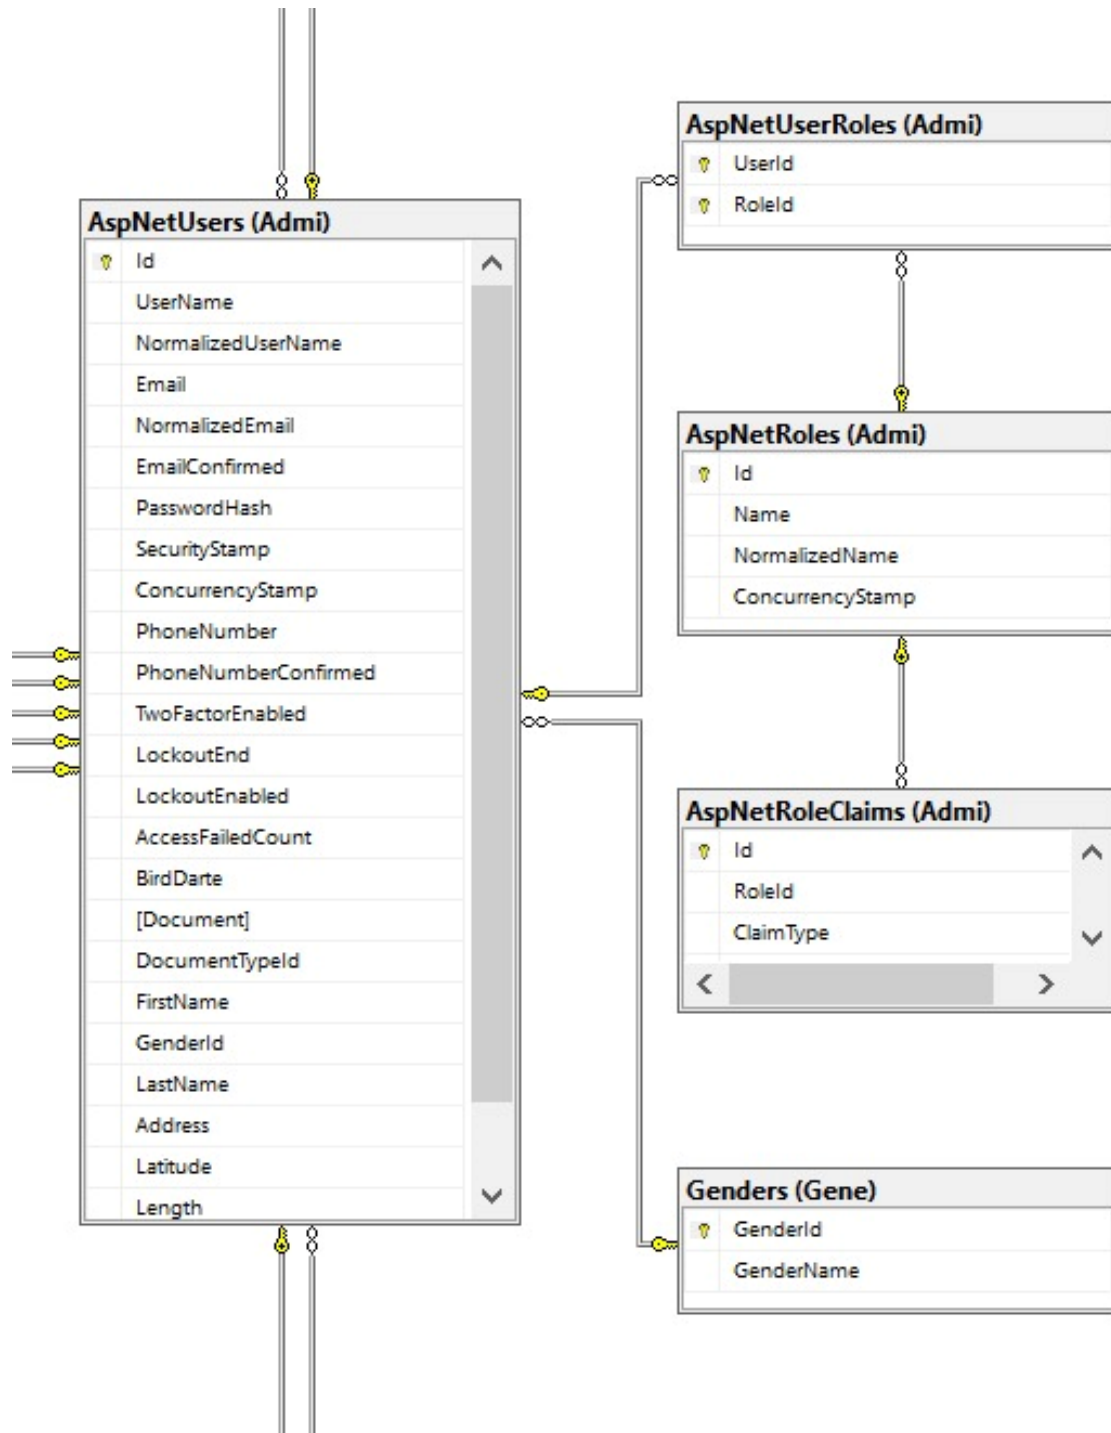 AspNetUsers (Admi)
Id
UserName
NormalizedUserName
Email
NormalizedEmail
EmailConfirmed
PasswordHash
SecurityStamp
ConcurrencyStamp
PhoneNumber
PhoneNumberConfirmed
TwoFactorEnabled
LockoutEnd
LockoutEnabled
AccessFailedCount
BirdDarte
[Document]
DocumentTypeId
FirstName
GenderId
LastName
Address
Latitude
Length
AspNetUserRoles (Admi)
UserId
RoleId
AspNetRoles (Admi)
Id
Name
NormalizedName
ConcurrencyStamp
AspNetRoleClaims (Admi)
Id
RoleId
ClaimType
Genders (Gene)
GenderId
GenderName